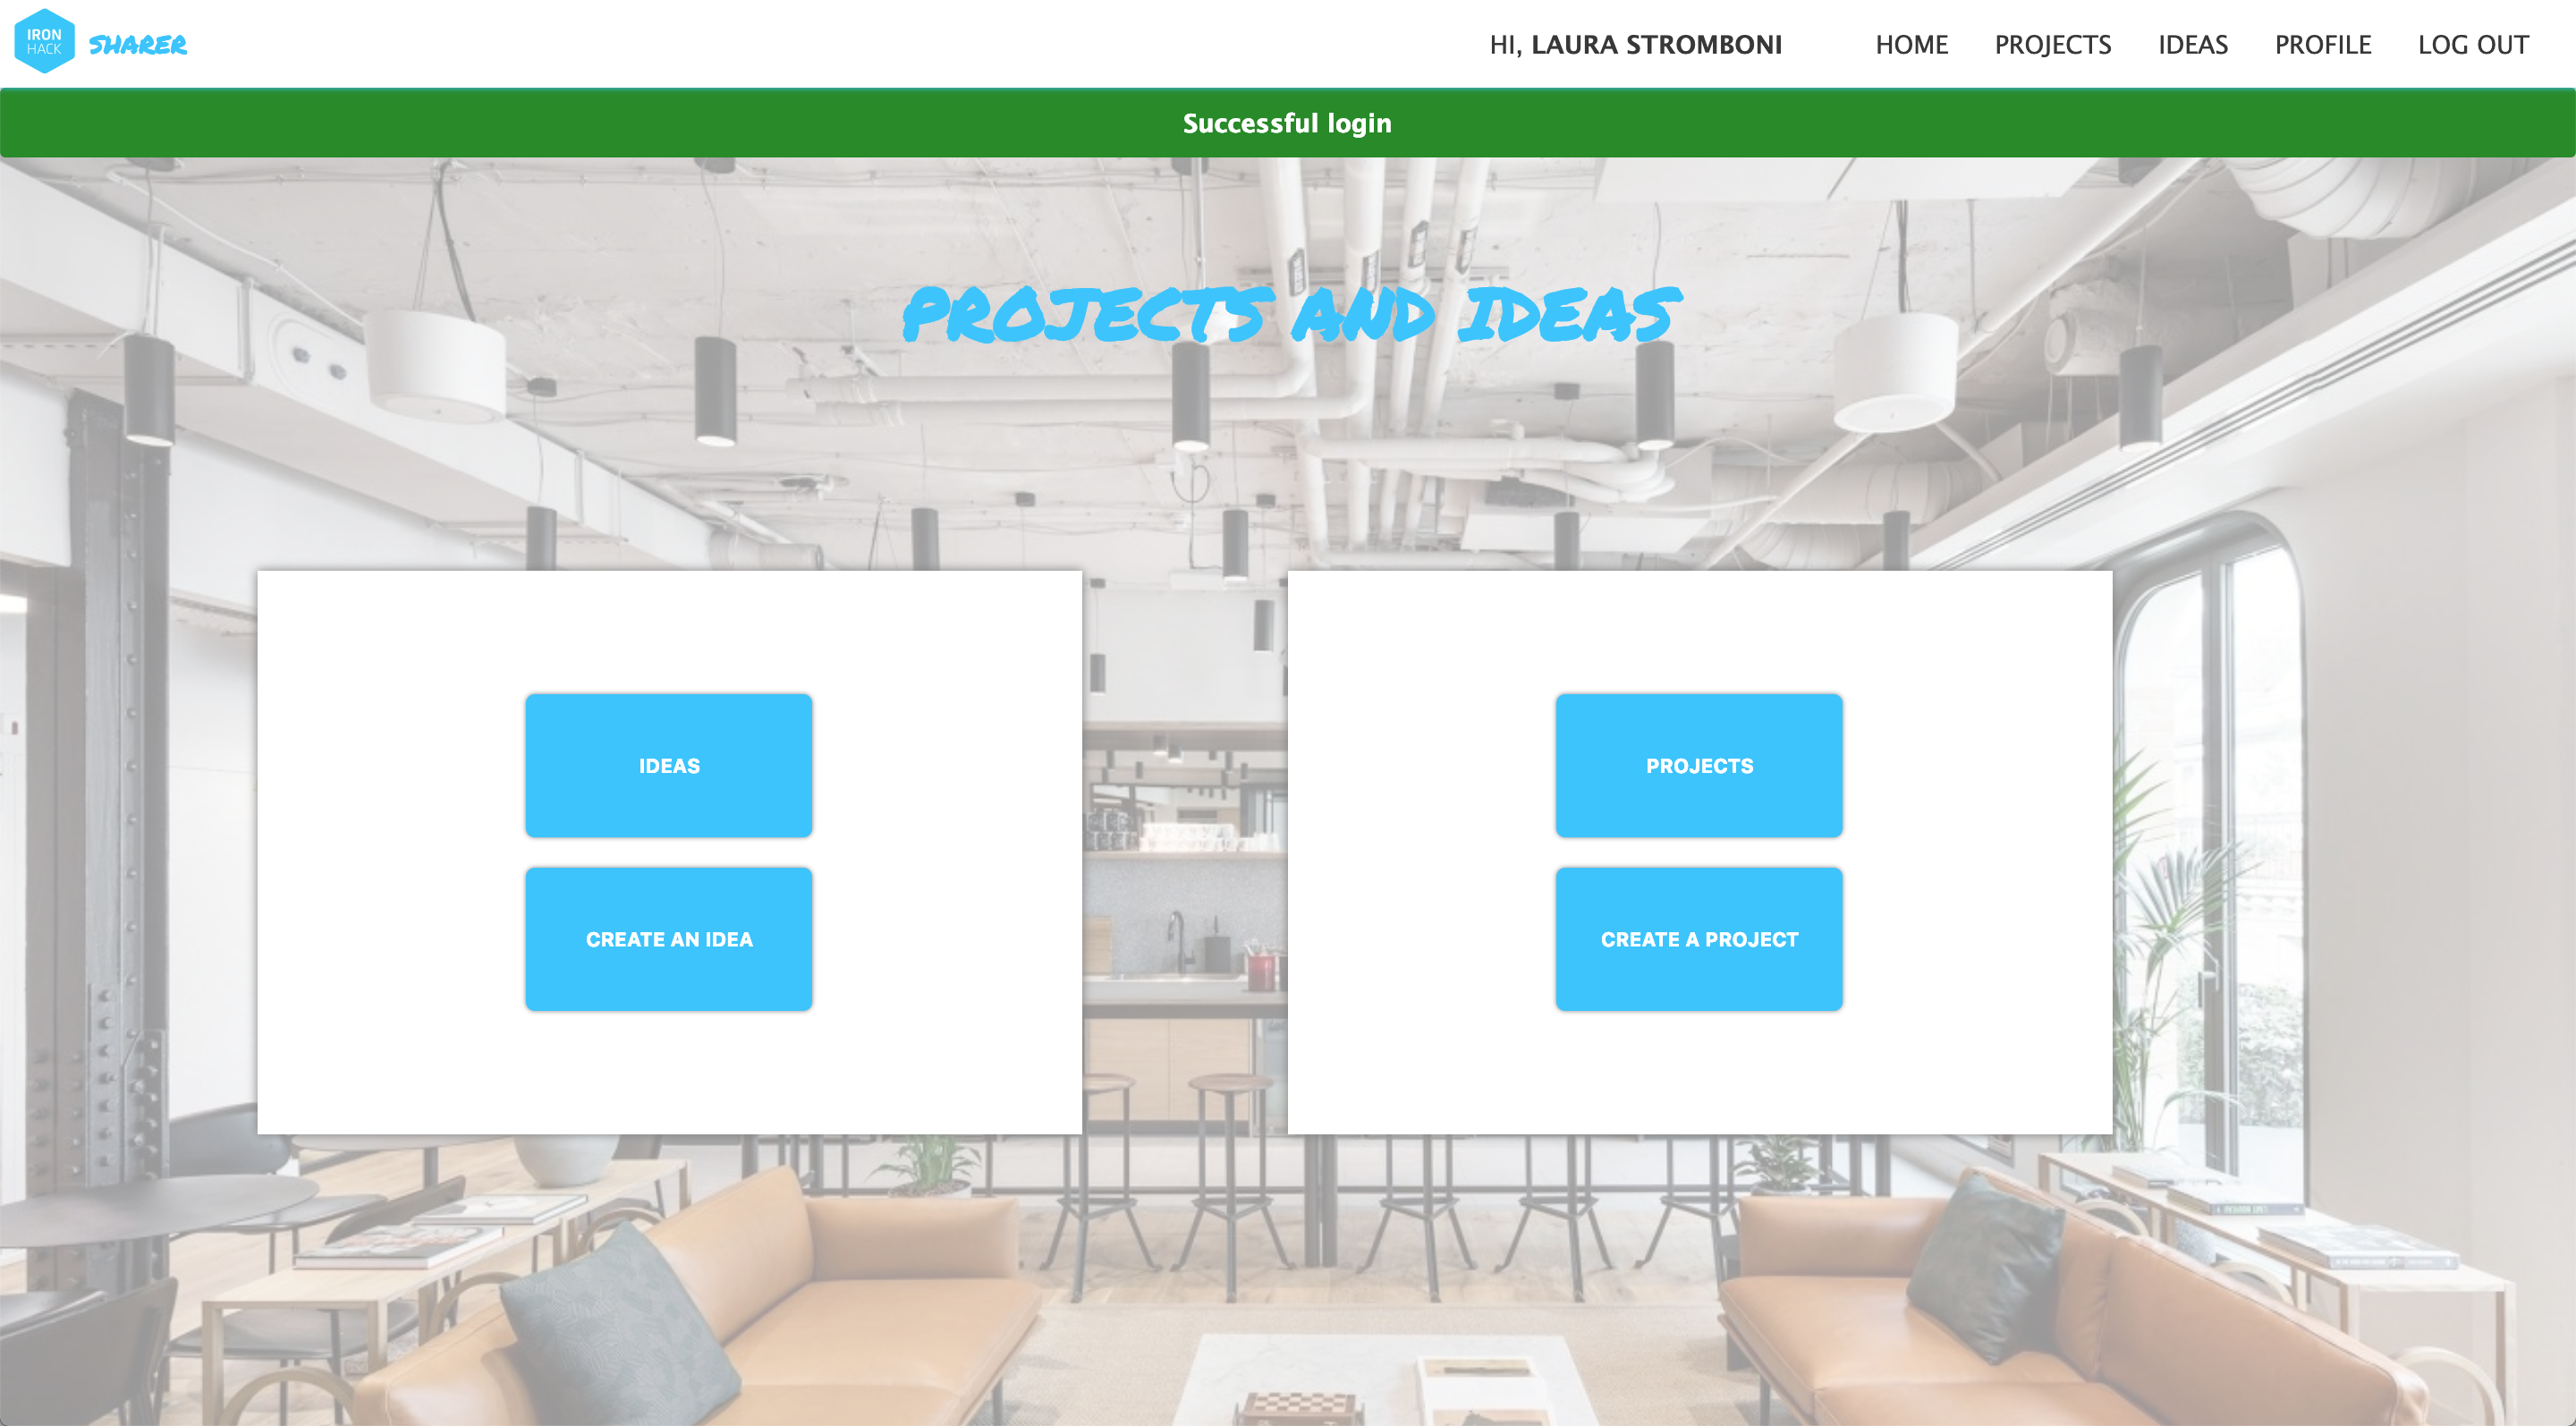 IRON
HACK
SHARER
HI, LAURA STROMBONI
HOME
PROJECTS
IDEAS
PROFILE
LOG OUT
Successful login
PROJECTS AND IDEAS
IDEAS
PROJECTS
CREATE AN IDEA
CREATE A PROJECT